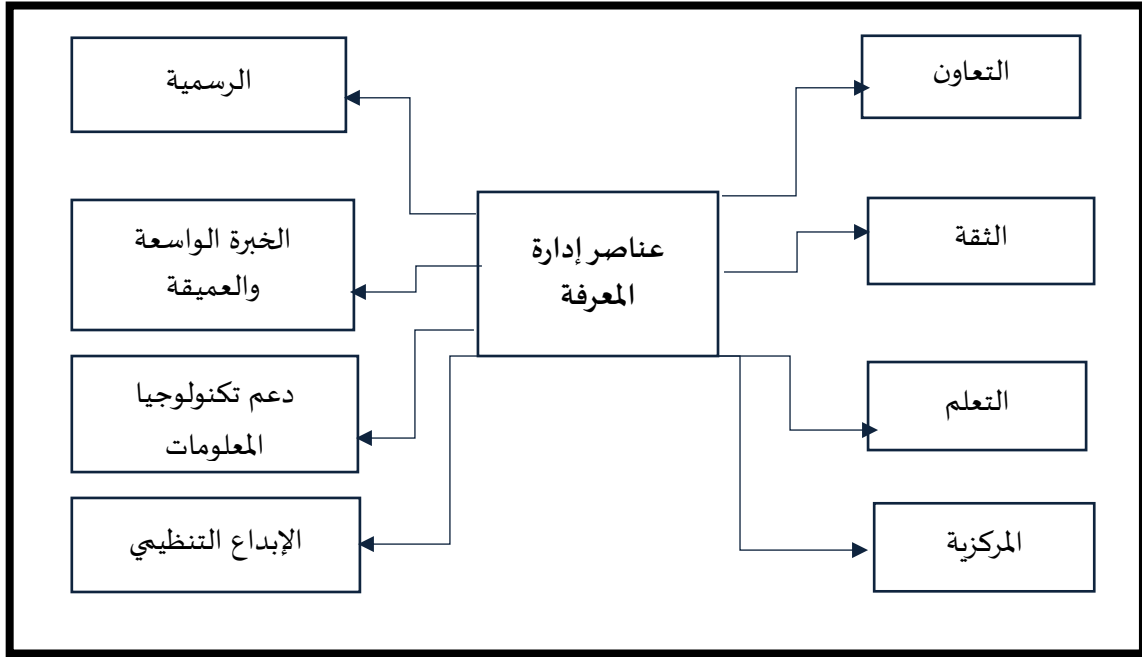 التعاون
الرسمية
عناصر إدارة
المعرفة
الثقة
الخبرة الواسعة
والعميقة
التعلم
دعم تكنولوجيا
المعلومات
المركزية
الإبداع التنظيمي